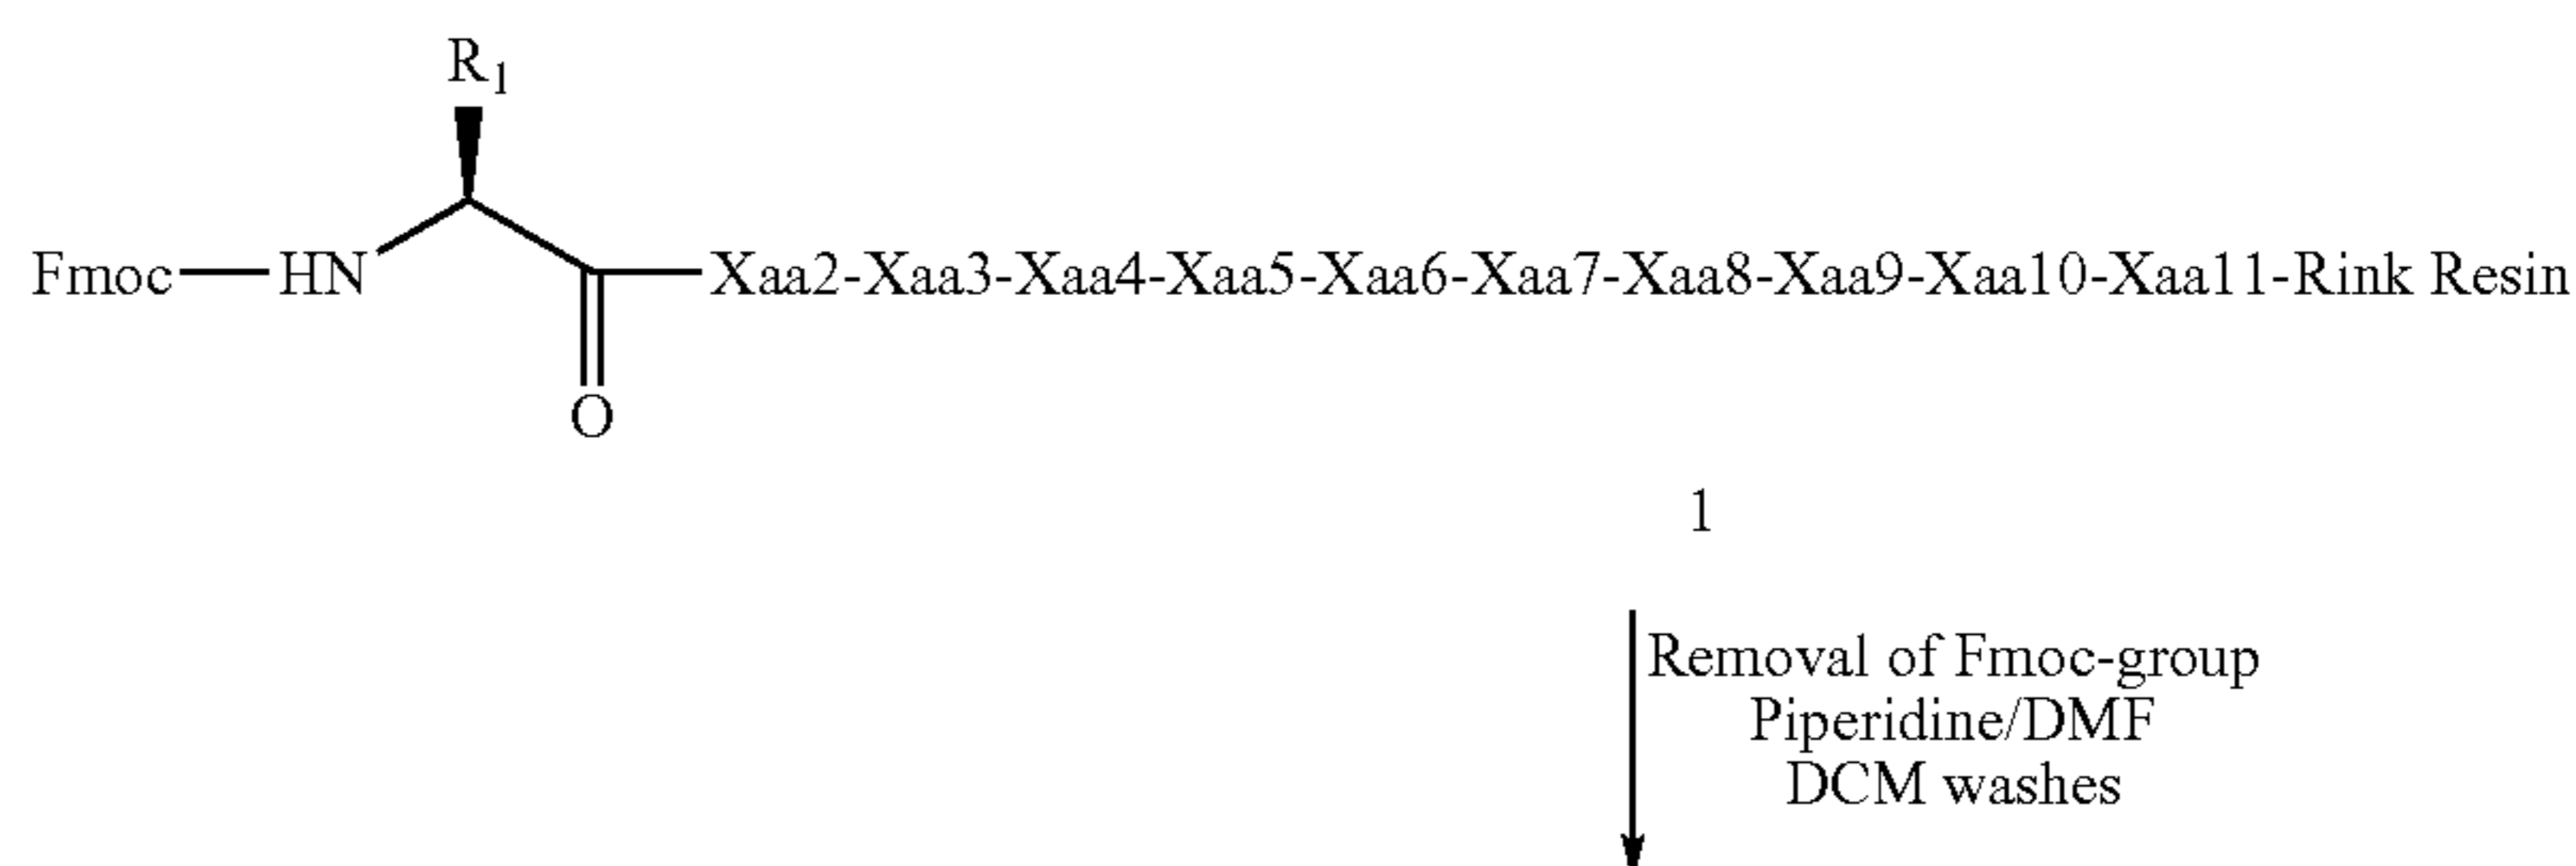 R1
Fmoc—HN Xaa2-Xaa3-Xaa4-Xaa5-Xaa6-Xaa7-Xaa8-Xaa9-Xaa10-Xaa11-Rink Resin
O
1
Removal of Fmoc-group
Piperidine/DMF
DCM washes